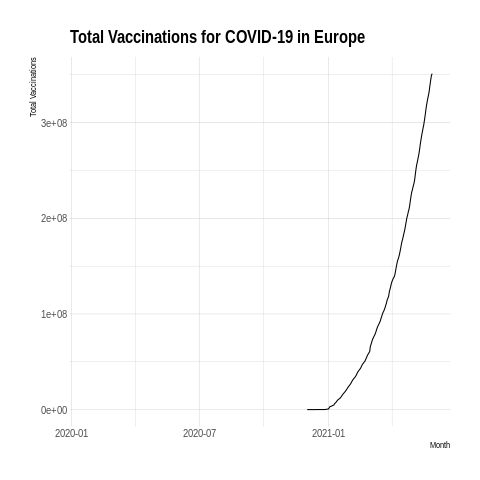 Total Vaccinations for COVID-19 in Europe
Total Vaccinations
3e+08
2e+08
1e+08
0e+00
2020-01
2020-07
2021-01
Month